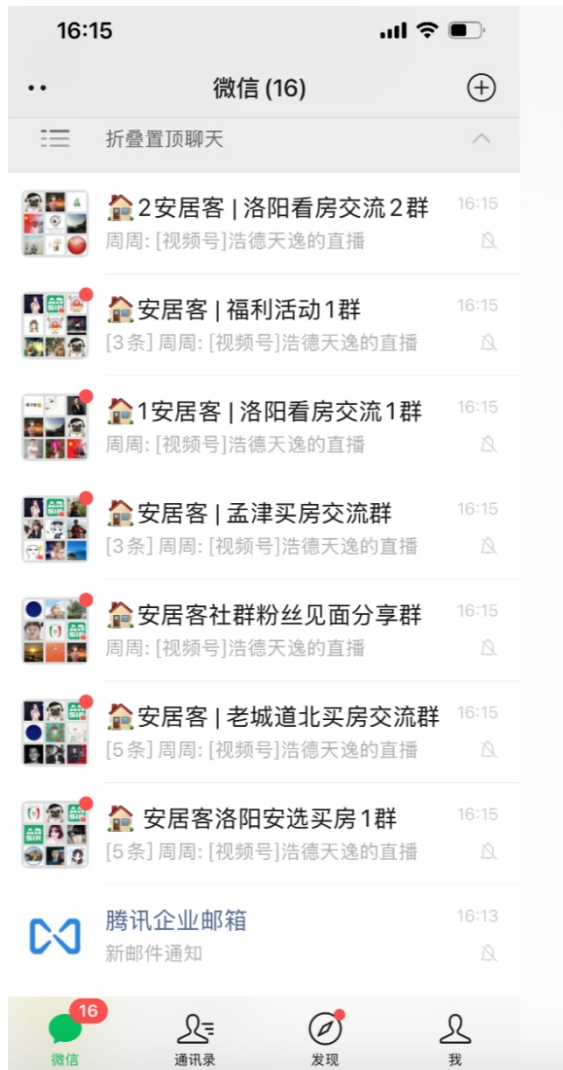 16:15
微信 (16)
折叠置顶聊天
2安居客 | 洛阳看房交流2群 16:15
周周: [视频号]浩德天逸的直播
安居客 | 福利活动1群 16:15
[3条] 周周: [视频号]浩德天逸的直播
1安居客 | 洛阳看房交流1群 16:15
周周: [视频号]浩德天逸的直播
安居客 | 孟津买房交流群 16:15
[3条] 周周: [视频号]浩德天逸的直播
安居客社群粉丝见面分享群 16:15
周周: [视频号]浩德天逸的直播
安居客 | 老城道北买房交流群 16:15
[5条] 周周: [视频号]浩德天逸的直播
安居客洛阳安选买房1群 16:15
[5条] 周周: [视频号]浩德天逸的直播
腾讯企业邮箱 16:13
新邮件通知
16
微信 通讯录 发现 我